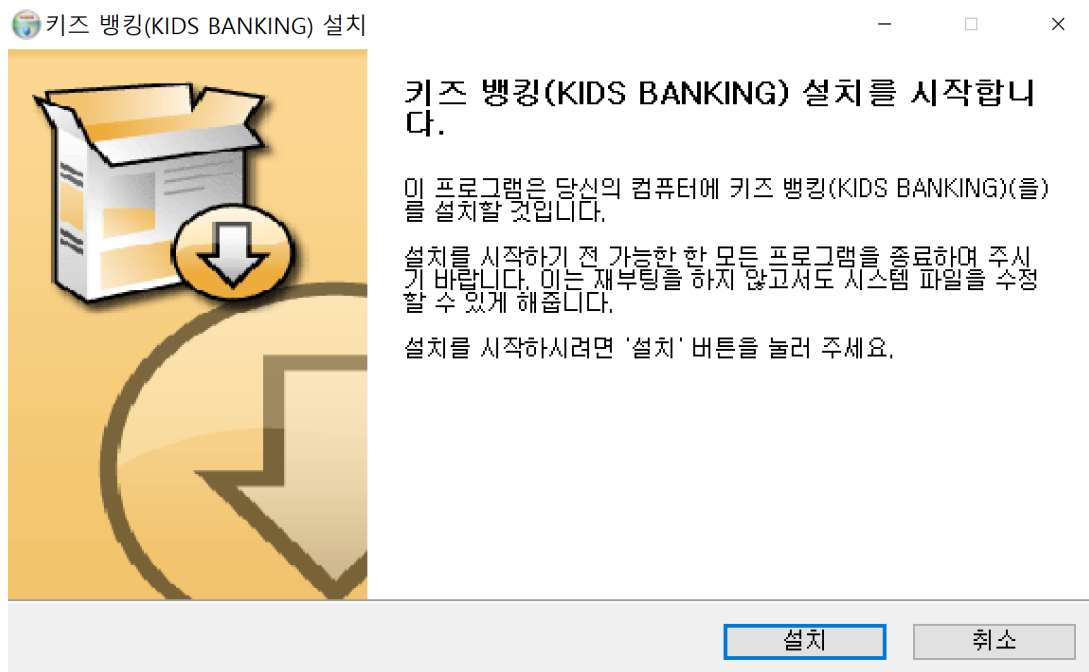 키즈 뱅킹(KIDS BANKING) 설치
키즈 뱅킹(KIDS BANKING) 설치를 시작합니
다.
이 프로그램은 당신의 컴퓨터에 키즈 뱅킹(KIDS BANKING)(을)
를 설치할 것입니다.
설치를 시작하기 전 가능한 한 모든 프로그램을 종료하며 주시
기 바랍니다. 이는 재부팅을 하지 않고서도 시스템 파일을 수정
할 수 있게 해줍니다.
설치를 시작하시려면 '설치' 버튼을 눌러 주세요.
설치
취소